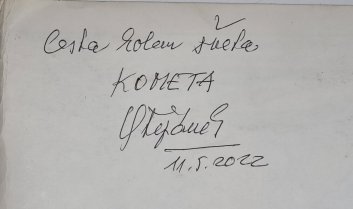 Cesta kolem světa
KOMETA
11.5.2022